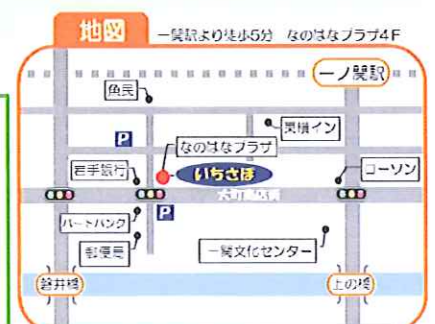 地図
一関駅より徒歩5分 なのはなプラザ4F
一ノ関駅
魚民
東横イン
P
なのはなプラザ
いちさぽ
岩手銀行
ローソン
大町商店街
P
ハートバンク
郵便局
一関文化センター
磐井橋
上の橋